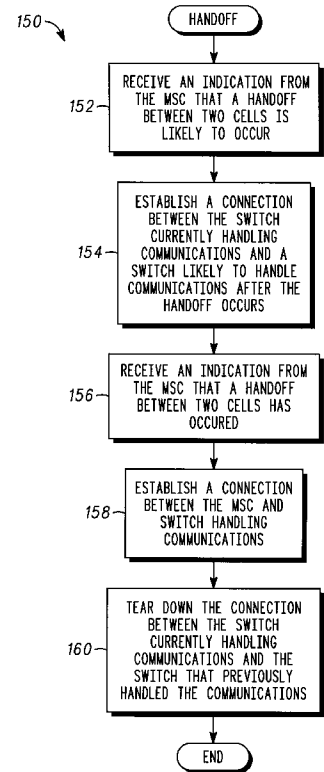 150
HANDOFF
152
RECEIVE AN INDICATION FROM
THE MSC THAT A HANDOFF
BETWEEN TWO CELLS IS
LIKELY TO OCCUR
154
ESTABLISH A CONNECTION
BETWEEN THE SWITCH
CURRENTLY HANDLING
COMMUNICATIONS AND A
SWITCH LIKELY TO HANDLE
COMMUNICATIONS AFTER THE
HANDOFF OCCURS
156
RECEIVE AN INDICATION FROM
THE MSC THAT A HANDOFF
BETWEEN TWO CELLS HAS
OCCURED
158
ESTABLISH A CONNECTION
BETWEEN THE MSC AND
SWITCH HANDLING
COMMUNICATIONS
160
TEAR DOWN THE CONNECTION
BETWEEN THE SWITCH
CURRENTLY HANDLING
COMMUNICATIONS AND THE
SWITCH THAT PREVIOUSLY
HANDLED THE COMMUNICATIONS
END